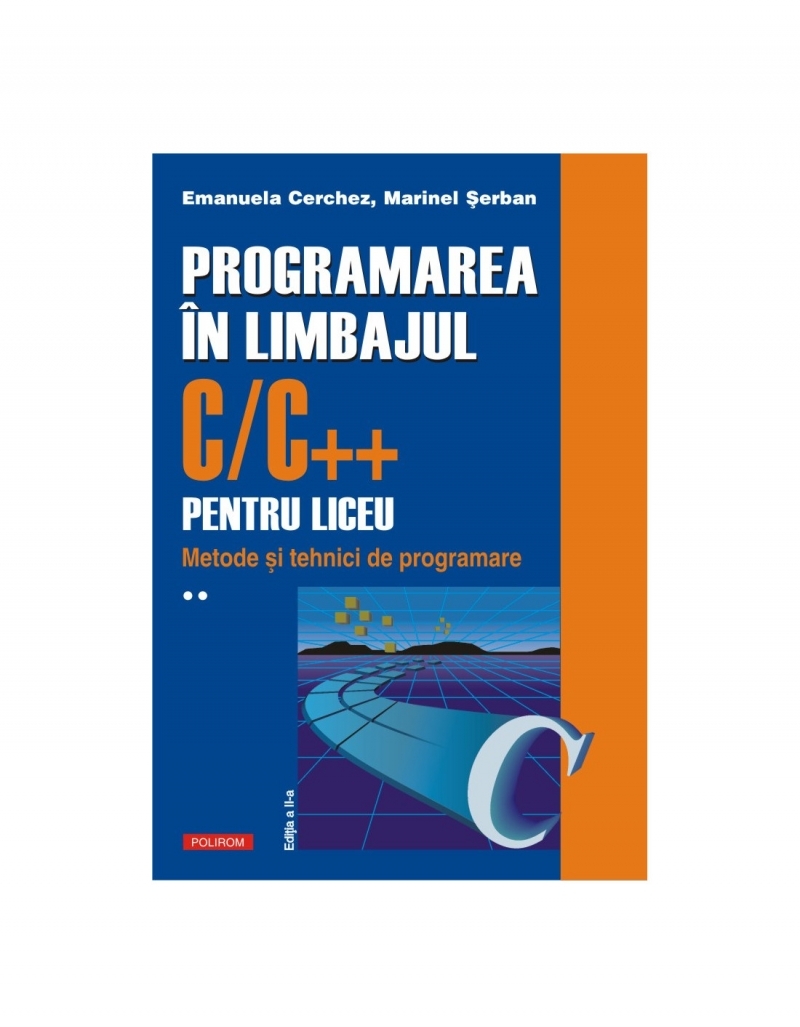 Emanuela Cerchez, Marinel Şerban
PROGRAMAREA
ÎN LIMBAJUL
C/C++
PENTRU LICEU
Metode şi tehnici de programare
C
Ediţia a II-a
POLIROM